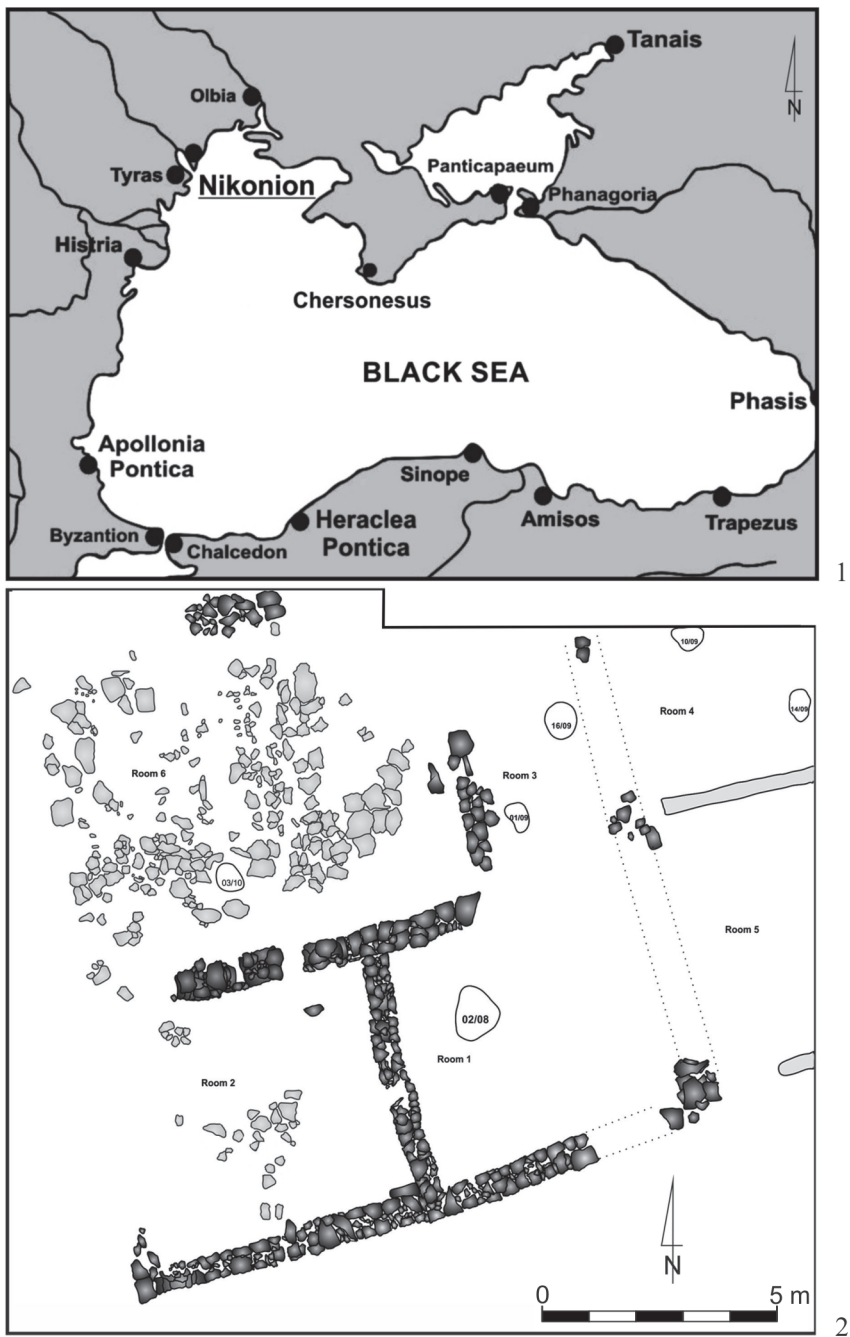 Tanais
N
Olbia
Panticapaeum
Tyras
Nikonion
Phanagoria
Histria
Chersonesus
BLACK SEA
Phasis
Apollonia
Pontica
Sinope
Byzantion
Chalcedon
Heraclea
Pontica
Amisos
Trapezus
1
10/09
16/09
Room 4
14/09
Room 6
Room 3
01/09
03/10
Room 5
02/08
Room 1
Room 2
N
0
5 m
2